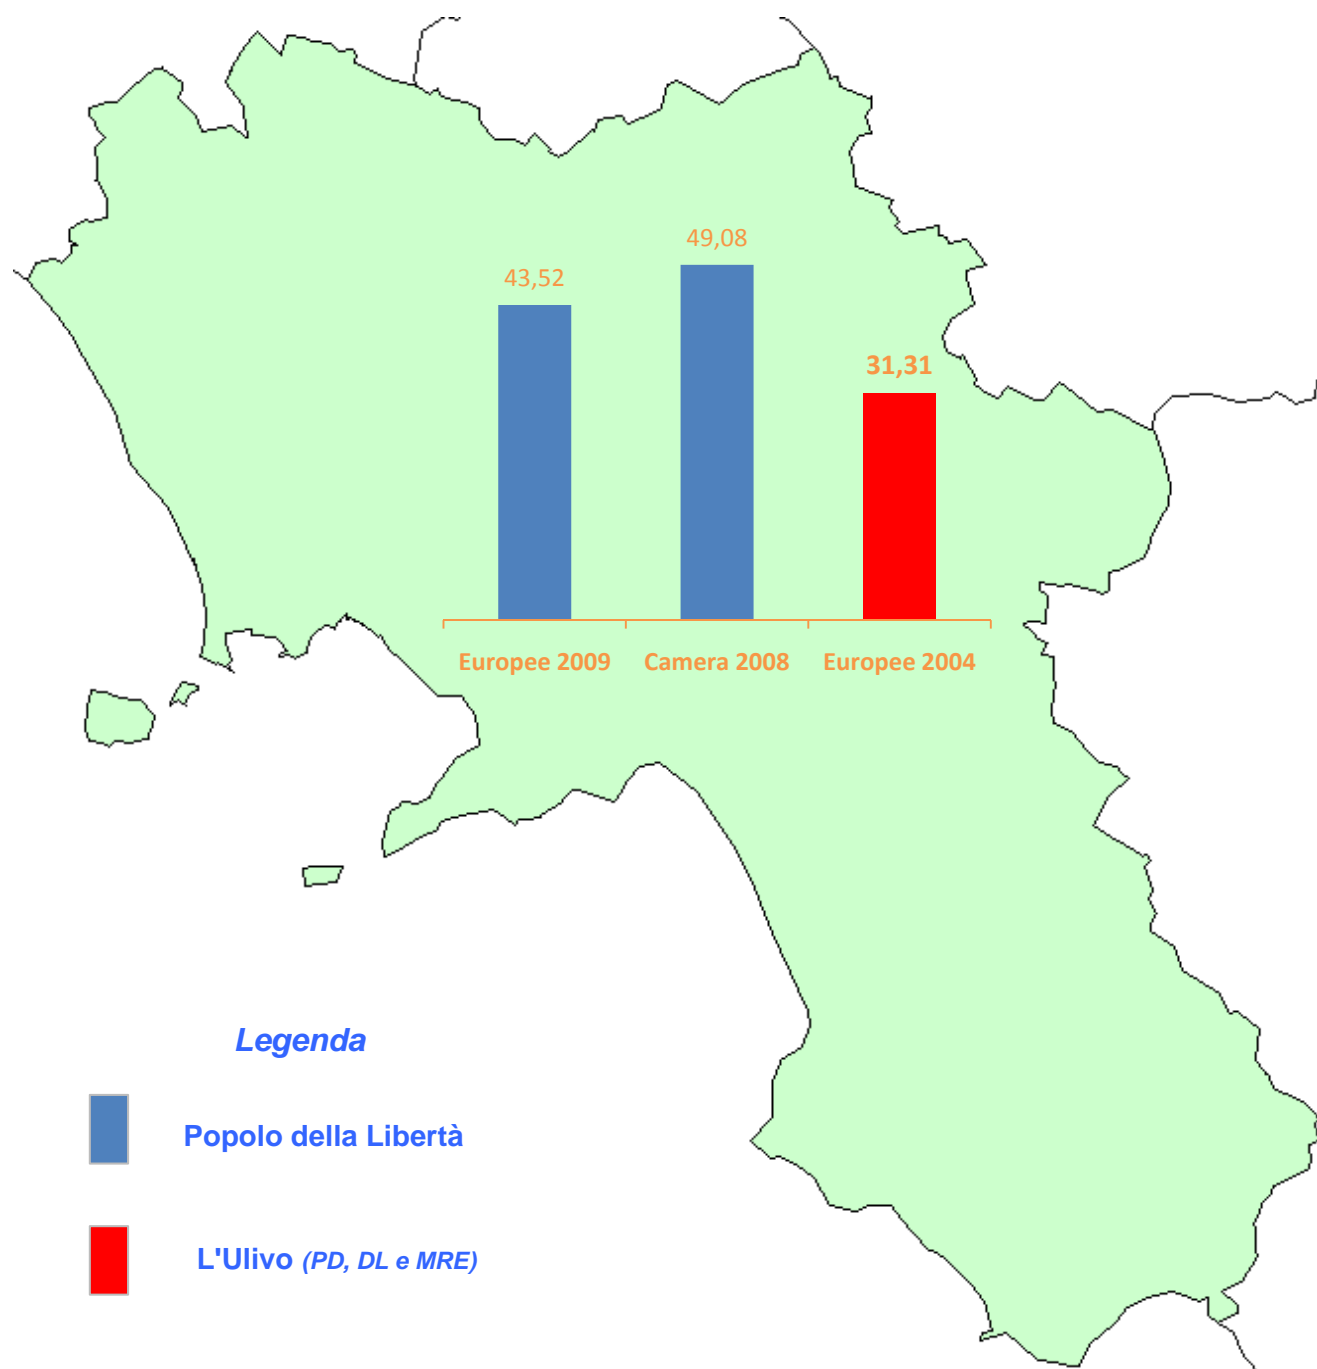 49,08
43,52
31,31
Europee 2009 Camera 2008 Europee 2004
Legenda
Popolo della Libertà
L'Ulivo (PD, DL e MRE)